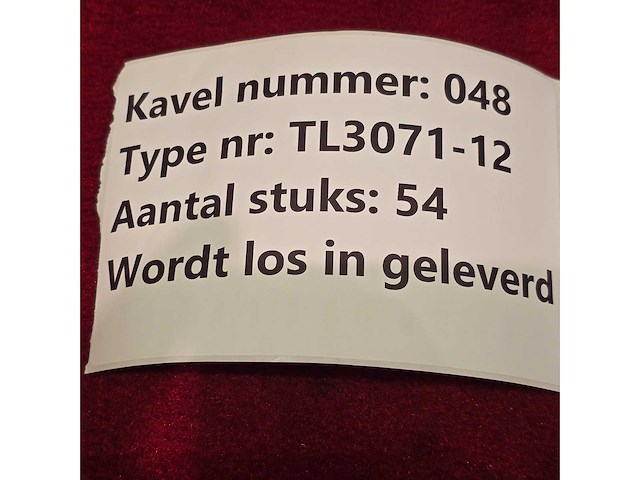 Kavel nummer: 048
Type nr: TL3071-12
Aantal stuks: 54
Wordt los in geleverd